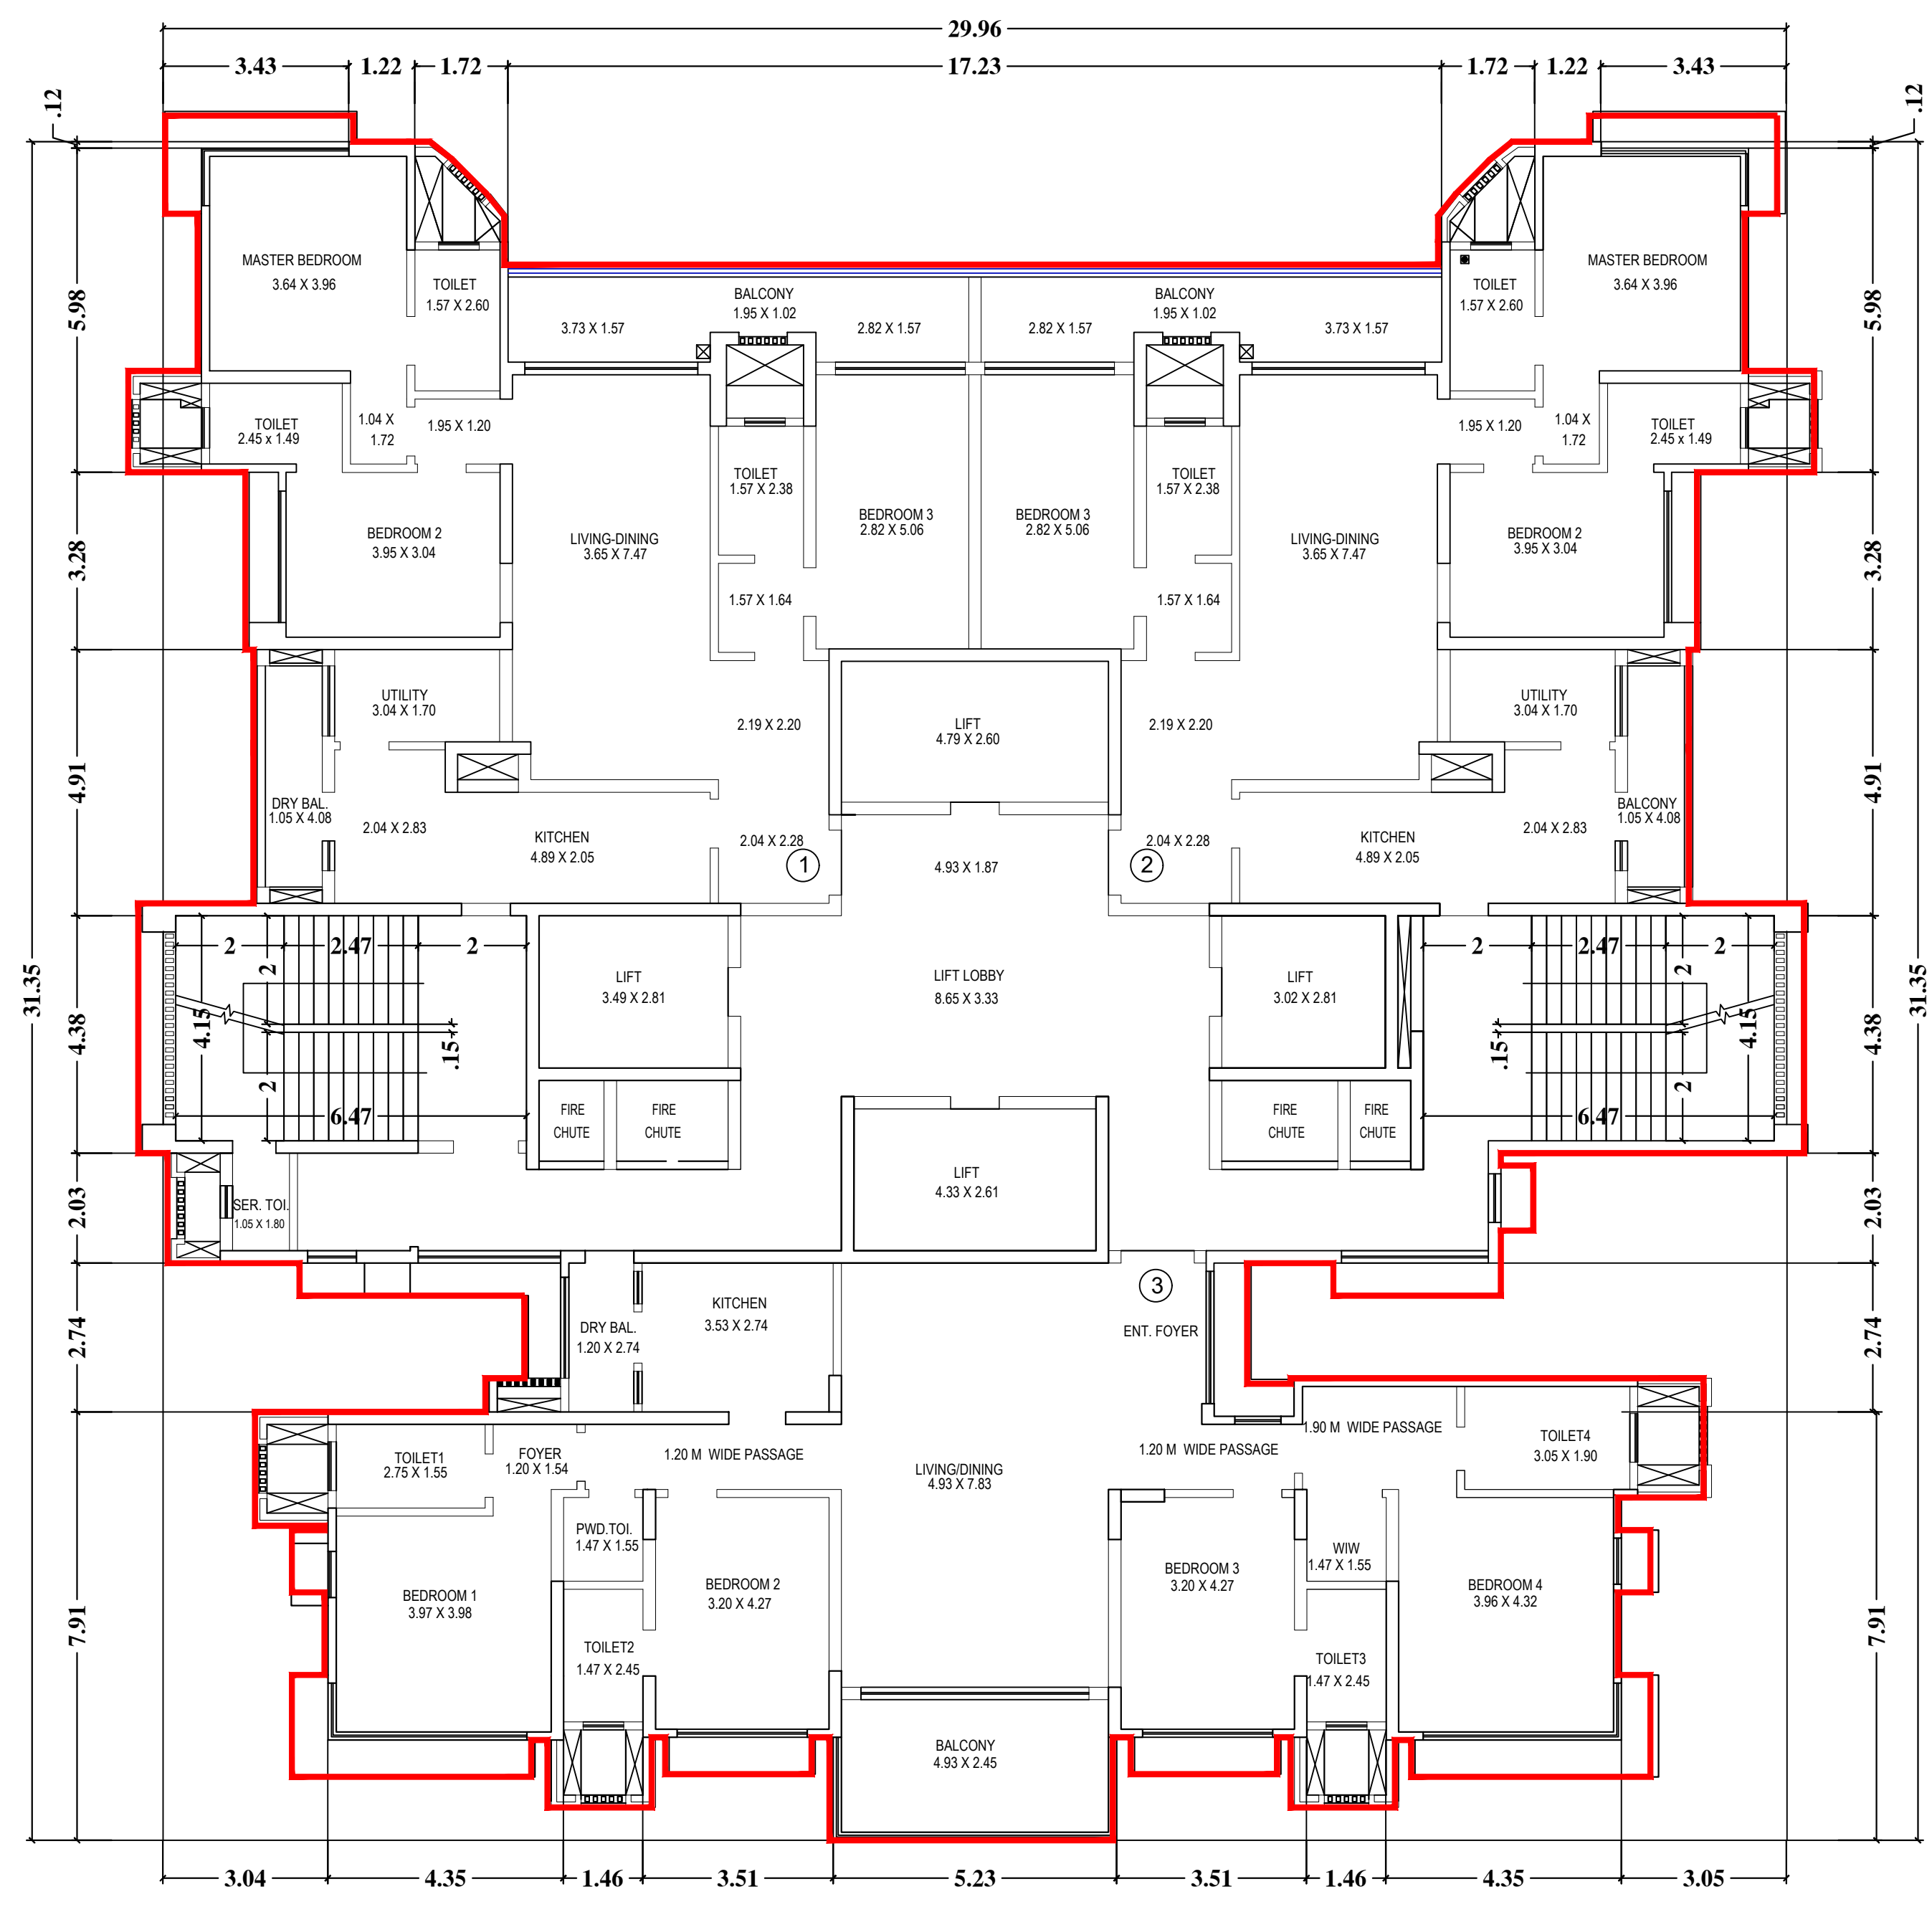 29.96
3.43 1.22 1.72 17.23 1.72 1.22 3.43
.12 .12
MASTER BEDROOM
3.64 X 3.96
TOILET
1.57 X 2.60
BALCONY
1.95 X 1.02
3.73 X 1.57
2.82 X 1.57
BALCONY
1.95 X 1.02
2.82 X 1.57
3.73 X 1.57
TOILET
1.57 X 2.60
MASTER BEDROOM
3.64 X 3.96
5.98
5.98
TOILET
2.45 x 1.49
1.04 X
1.72
1.95 X 1.20
1.95 X 1.20
1.04 X
1.72
TOILET
2.45 x 1.49
TOILET
1.57 X 2.38
TOILET
1.57 X 2.38
BEDROOM 2
3.95 X 3.04
LIVING-DINING
3.65 X 7.47
BEDROOM 3
2.82 X 5.06
BEDROOM 3
2.82 X 5.06
LIVING-DINING
3.65 X 7.47
BEDROOM 2
3.95 X 3.04
3.28
3.28
1.57 X 1.64
1.57 X 1.64
UTILITY
3.04 X 1.70
2.19 X 2.20
LIFT
4.79 X 2.60
2.19 X 2.20
UTILITY
3.04 X 1.70
4.91
4.91
DRY BAL.
1.05 X 4.08
2.04 X 2.83
KITCHEN
4.89 X 2.05
2.04 X 2.28
1
4.93 X 1.87
2.04 X 2.28
2
KITCHEN
4.89 X 2.05
2.04 X 2.83
BALCONY
1.05 X 4.08
31.35
31.35
2 2.47 2
2 2.47 2
2
2
LIFT
3.49 X 2.81
LIFT LOBBY
8.65 X 3.33
LIFT
3.02 X 2.81
4.38
4.15
.15
.15
4.15
4.38
2
2
6.47
6.47
FIRE
CHUTE
FIRE
CHUTE
FIRE
CHUTE
FIRE
CHUTE
LIFT
4.33 X 2.61
2.03
2.03
SER. TOI.
1.05 X 1.80
3
2.74
2.74
DRY BAL.
1.20 X 2.74
KITCHEN
3.53 X 2.74
ENT. FOYER
TOILET1
2.75 X 1.55
FOYER
1.20 X 1.54
1.20 M WIDE PASSAGE
LIVING/DINING
4.93 X 7.83
1.20 M WIDE PASSAGE
1.90 M WIDE PASSAGE
TOILET4
3.05 X 1.90
PWD.TOI.
1.47 X 1.55
WIW
1.47 X 1.55
BEDROOM 1
3.97 X 3.98
BEDROOM 2
3.20 X 4.27
BEDROOM 3
3.20 X 4.27
BEDROOM 4
3.96 X 4.32
7.91
7.91
TOILET2
1.47 X 2.45
TOILET3
1.47 X 2.45
BALCONY
4.93 X 2.45
3.04 4.35 1.46 3.51 5.23 3.51 1.46 4.35 3.05